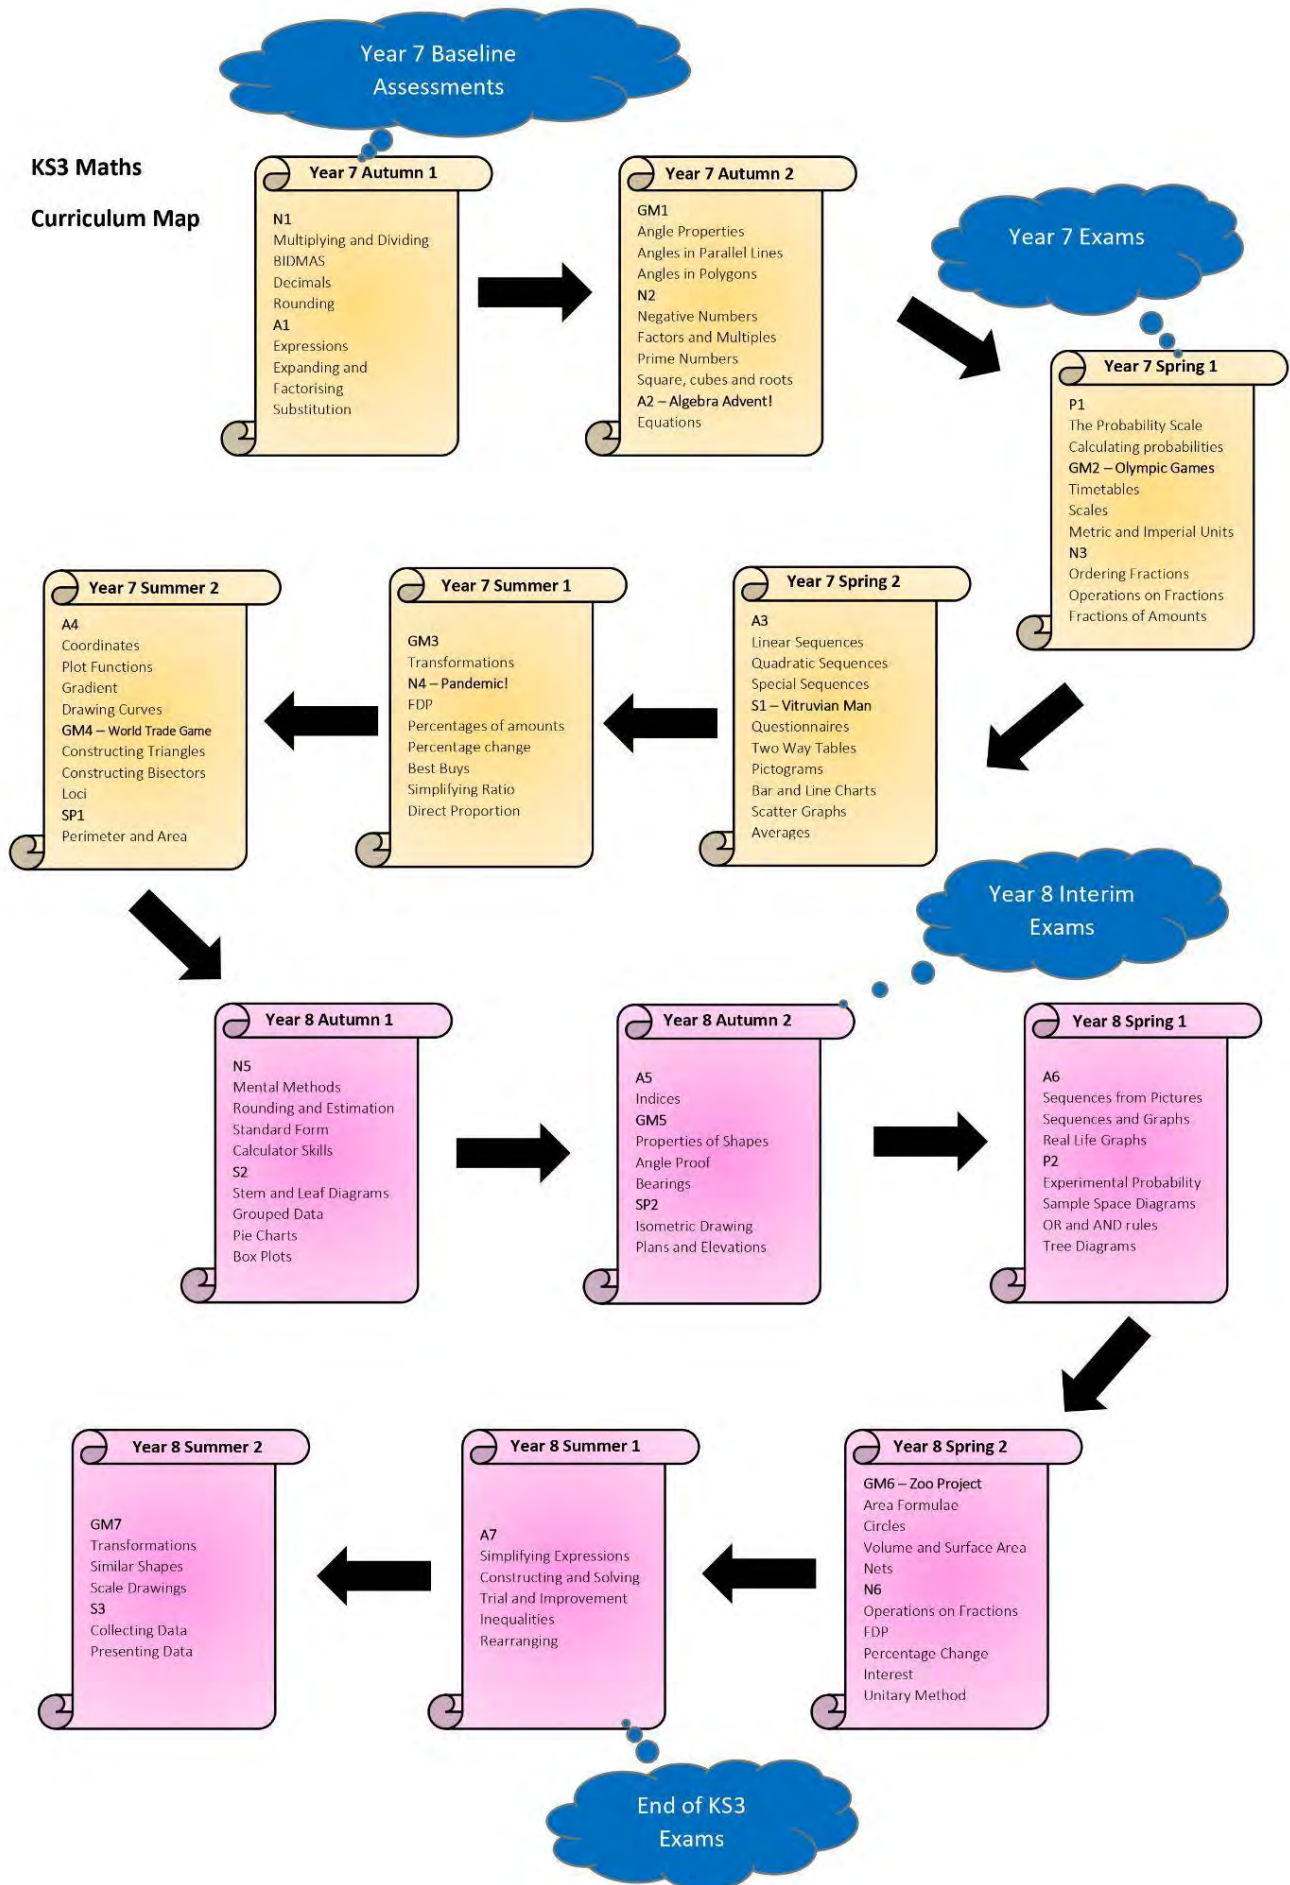 Year 7 Baseline
Assessments
KS3 Maths
Curriculum Map
Year 7 Autumn 1
N1
Multiplying and Dividing
BIDMAS
Decimals
Rounding
A1
Expressions
Expanding and
Factorising
Substitution
Year 7 Autumn 2
GM1
Angle Properties
Angles in Parallel Lines
Angles in Polygons
N2
Negative Numbers
Factors and Multiples
Prime Numbers
Square, cubes and roots
A2 – Algebra Advent!
Equations
Year 7 Exams
Year 7 Spring 1
P1
The Probability Scale
Calculating probabilities
GM2 – Olympic Games
Timetables
Scales
Metric and Imperial Units
N3
Ordering Fractions
Operations on Fractions
Fractions of Amounts
Year 7 Spring 2
A3
Linear Sequences
Quadratic Sequences
Special Sequences
S1 – Vitruvian Man
Questionnaires
Two Way Tables
Pictograms
Bar and Line Charts
Scatter Graphs
Averages
Year 7 Summer 1
GM3
Transformations
N4 – Pandemic!
FDP
Percentages of amounts
Percentage change
Best Buys
Simplifying Ratio
Direct Proportion
Year 7 Summer 2
A4
Coordinates
Plot Functions
Gradient
Drawing Curves
GM4 – World Trade Game
Constructing Triangles
Constructing Bisectors
Loci
SP1
Perimeter and Area
Year 8 Autumn 1
N5
Mental Methods
Rounding and Estimation
Standard Form
Calculator Skills
S2
Stem and Leaf Diagrams
Grouped Data
Pie Charts
Box Plots
Year 8 Interim
Exams
Year 8 Autumn 2
A5
Indices
GM5
Properties of Shapes
Angle Proof
Bearings
SP2
Isometric Drawing
Plans and Elevations
Year 8 Spring 1
A6
Sequences from Pictures
Sequences and Graphs
Real Life Graphs
P2
Experimental Probability
Sample Space Diagrams
OR and AND rules
Tree Diagrams
Year 8 Spring 2
GM6 – Zoo Project
Area Formulae
Circles
Volume and Surface Area
Nets
N6
Operations on Fractions
FDP
Percentage Change
Interest
Unitary Method
Year 8 Summer 1
A7
Simplifying Expressions
Constructing and Solving
Trial and Improvement
Inequalities
Rearranging
End of KS3
Exams
Year 8 Summer 2
GM7
Transformations
Similar Shapes
Scale Drawings
S3
Collecting Data
Presenting Data